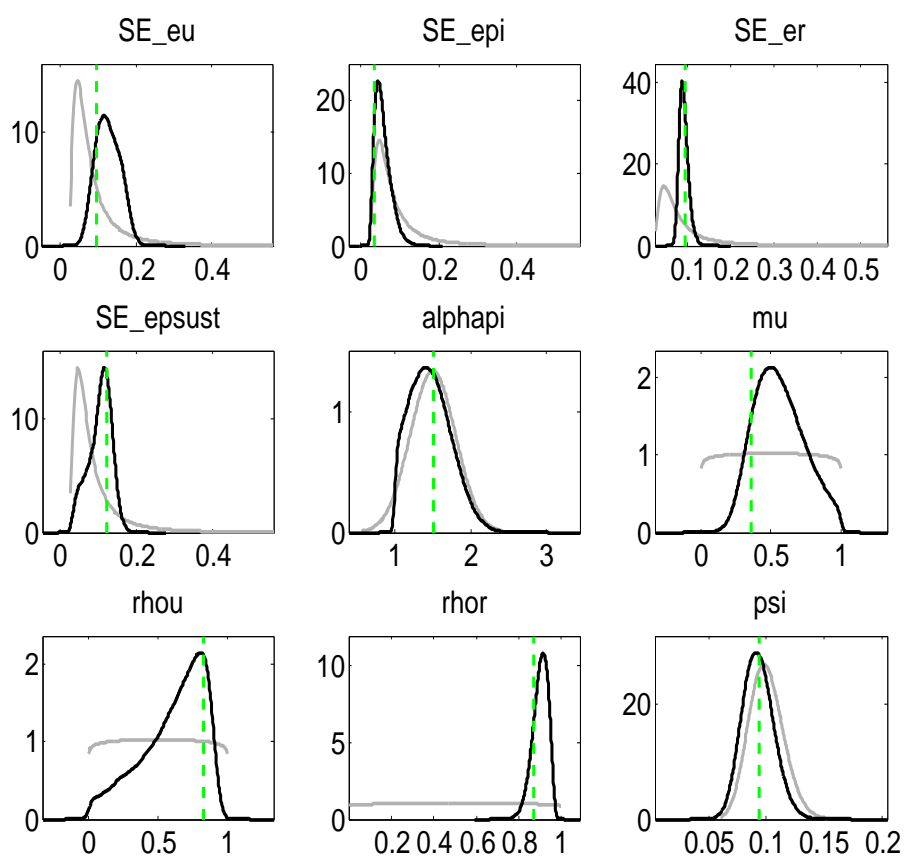 SE_eu SE_epi SE_er
10 0 0 0.2 0.4
20 10 0 0 0.2 0.4
40 20 0 0.1 0.2 0.3 0.4 0.5
SE_epsust alphapi mu
10 0 0 0.2 0.4
1 0 1 2 3
2 1 0 0 0.5 1
rhou rhor psi
2 1 0 0 0.5 1
10 5 0 0.2 0.4 0.6 0.8 1
20 0 0.05 0.1 0.15 0.2